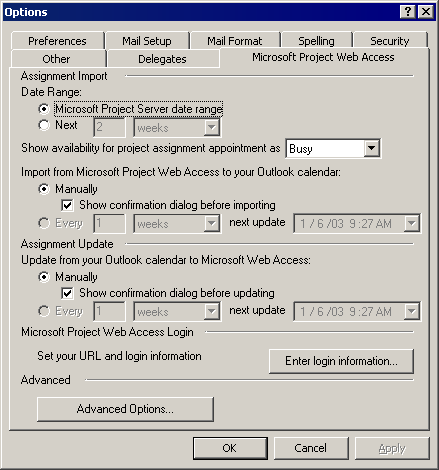 Options
Preferences Mail Setup Mail Format Spelling Security
Other Delegates Microsoft Project Web Access
Assignment Import
Date Range:
Microsoft Project Server date range
Next 2 weeks
Show availability for project assignment appointment as Busy
Import from Microsoft Project Web Access to your Outlook calendar:
Manually
Show confirmation dialog before importing
Every 1 weeks next update 1 / 6 /03 9 :27 AM
Assignment Update
Update from your Outlook calendar to Microsoft Web Access:
Manually
Show confirmation dialog before updating
Every 1 weeks next update 1 / 6 /03 9 :27 AM
Microsoft Project Web Access Login
Set your URL and login information Enter login information...
Advanced
Advanced Options...
OK Cancel Apply